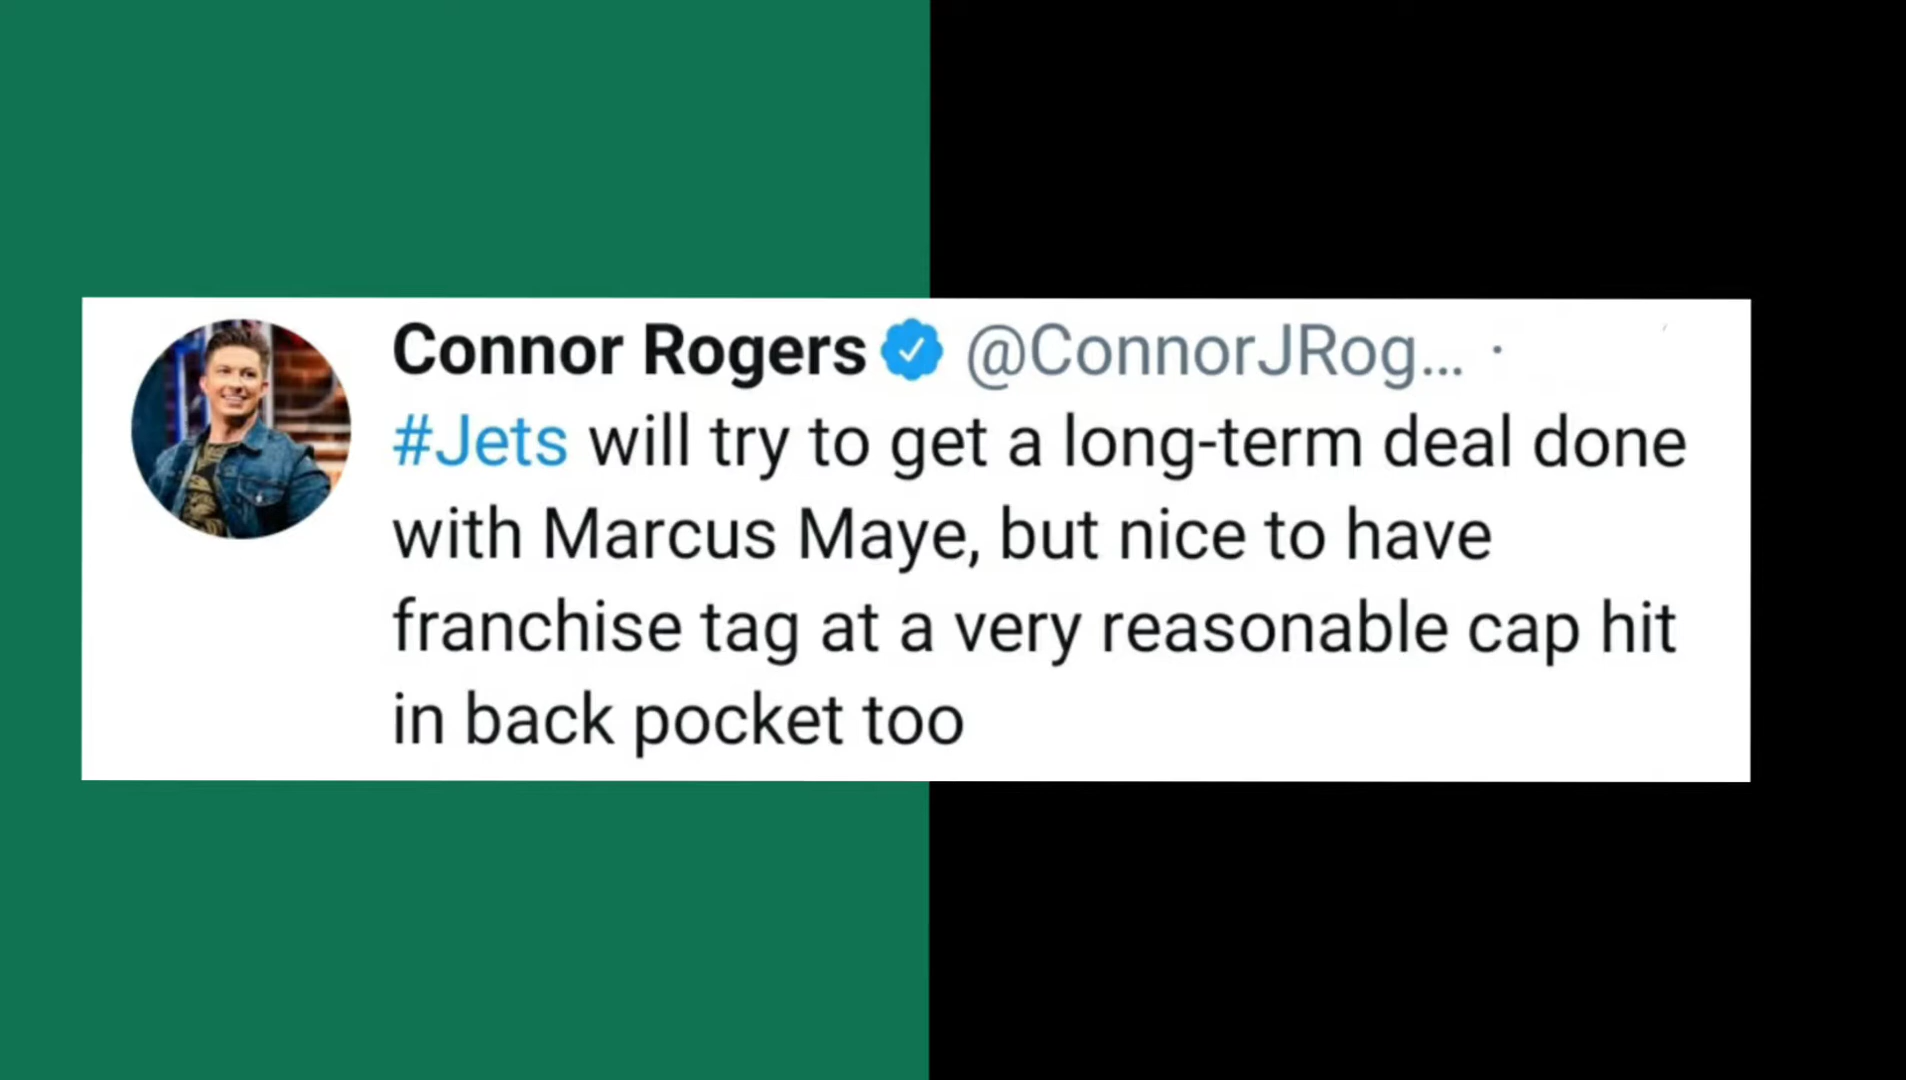 Connor Rogers @ConnorJRog... ·
#Jets will try to get a long-term deal done
with Marcus Maye, but nice to have
franchise tag at a very reasonable cap hit
in back pocket too